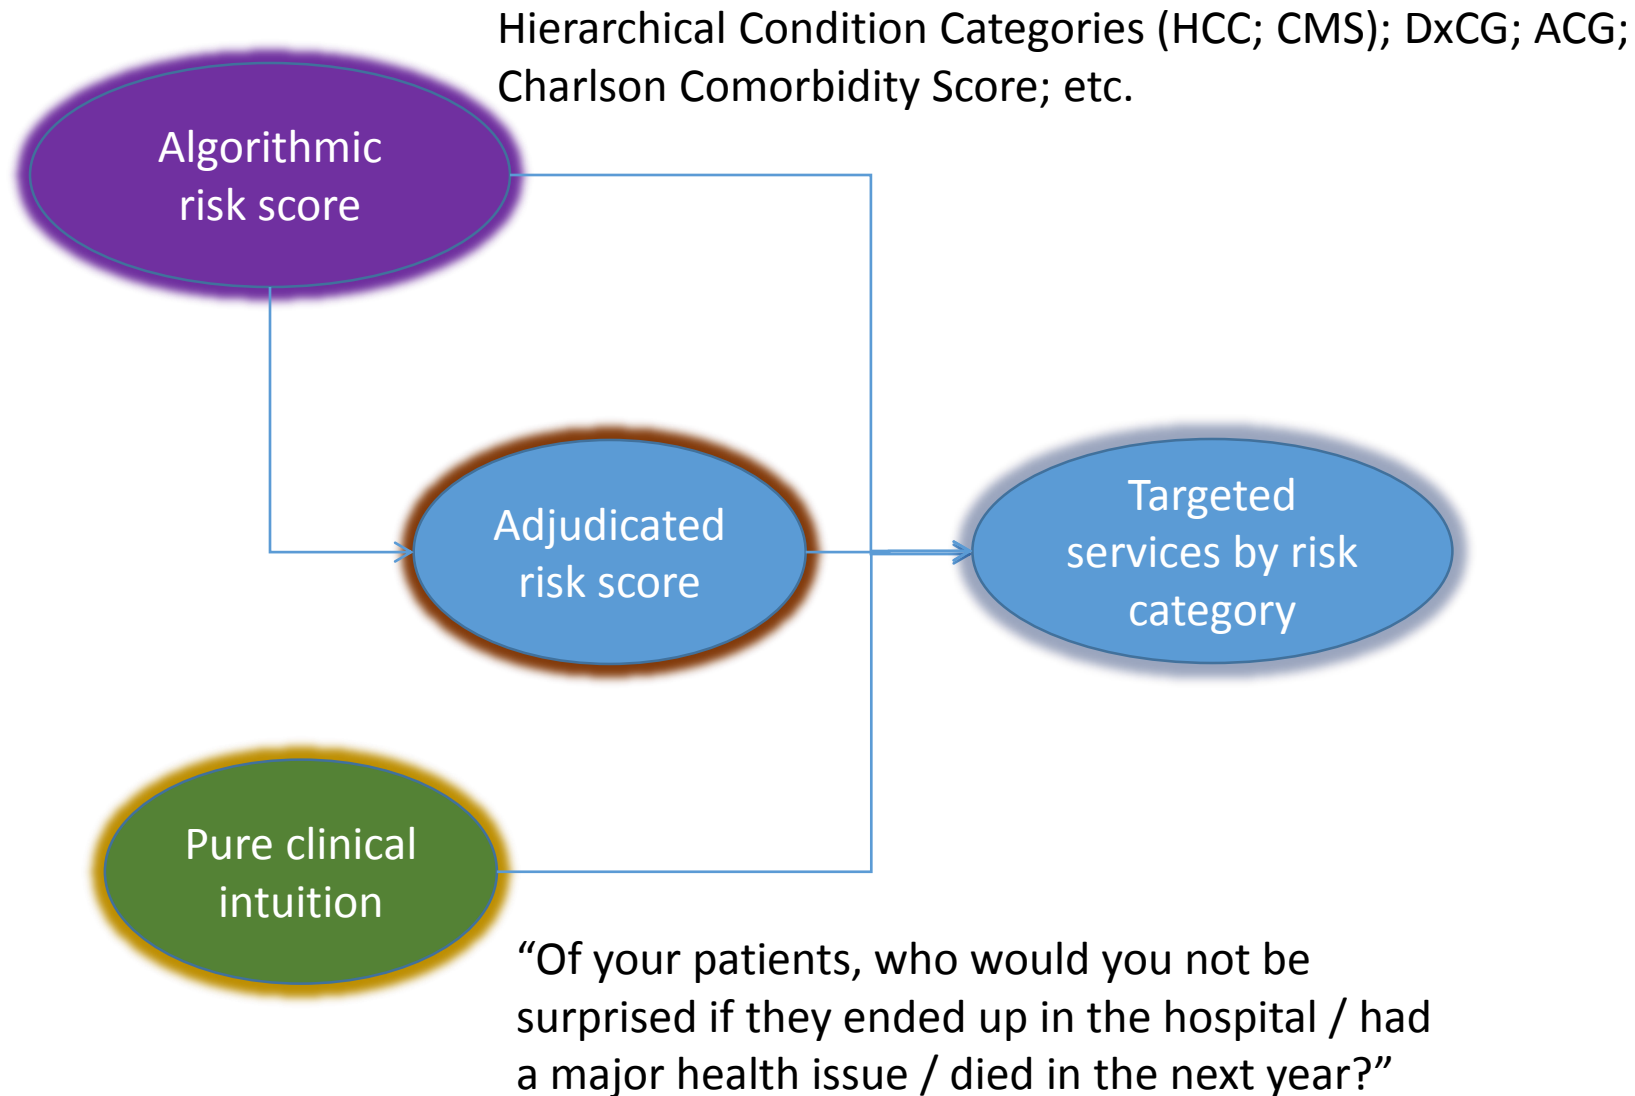 Hierarchical Condition Categories (HCC; CMS); DxCG; ACG;
Charlson Comorbidity Score; etc.
Algorithmic
risk score
Adjudicated
risk score
Targeted
services by risk
category
Pure clinical
intuition
“Of your patients, who would you not be
surprised if they ended up in the hospital / had
a major health issue / died in the next year?”